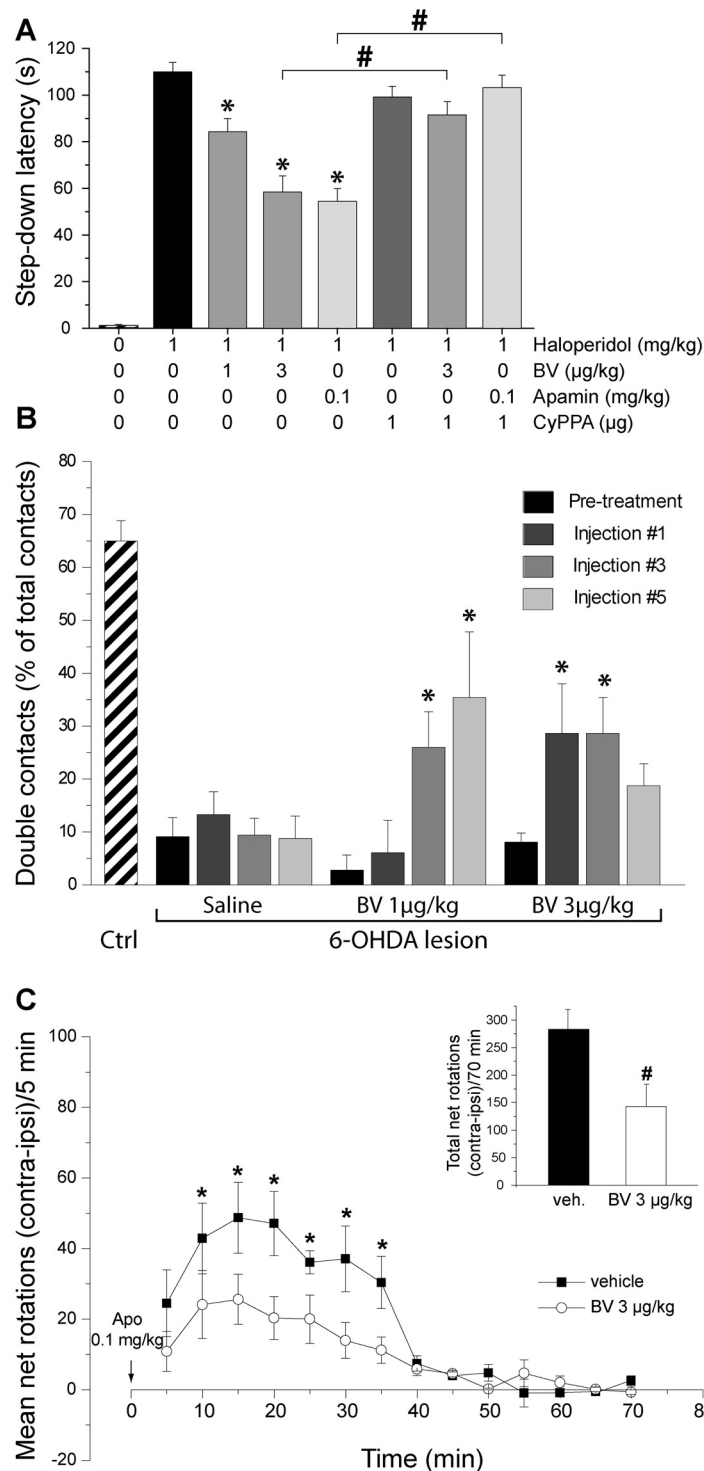 A
#
#
Step-down latency (s)
120
100
80
60
40
20
0
*
*
*
0 1 1 1 1 1 1 1 Haloperidol (mg/kg)
0 0 1 3 0 0 3 0 BV (µg/kg)
0 0 0 0 0.1 0 0 0.1 Apamin (mg/kg)
0 0 0 0 0 1 1 1 CyPPA (µg)
B
Double contacts (% of total contacts)
80
70
60
50
40
30
20
10
0
Pre-treatment
Injection #1
Injection #3
Injection #5
* * * *
Saline BV 1µg/kg BV 3µg/kg
Ctrl 6-OHDA lesion
C
Mean net rotations (contra-ipsi)/5 min
100
80
60
40
20
0
-20
Apo
0.1 mg/kg
* * * * * *
Total net rotations
(contra-ipsi)/70 min
300
250
200
150
100
50
0
#
veh. BV 3 µg/kg
vehicle
BV 3 µg/kg
0 10 20 30 40 50 60 70 8
Time (min)